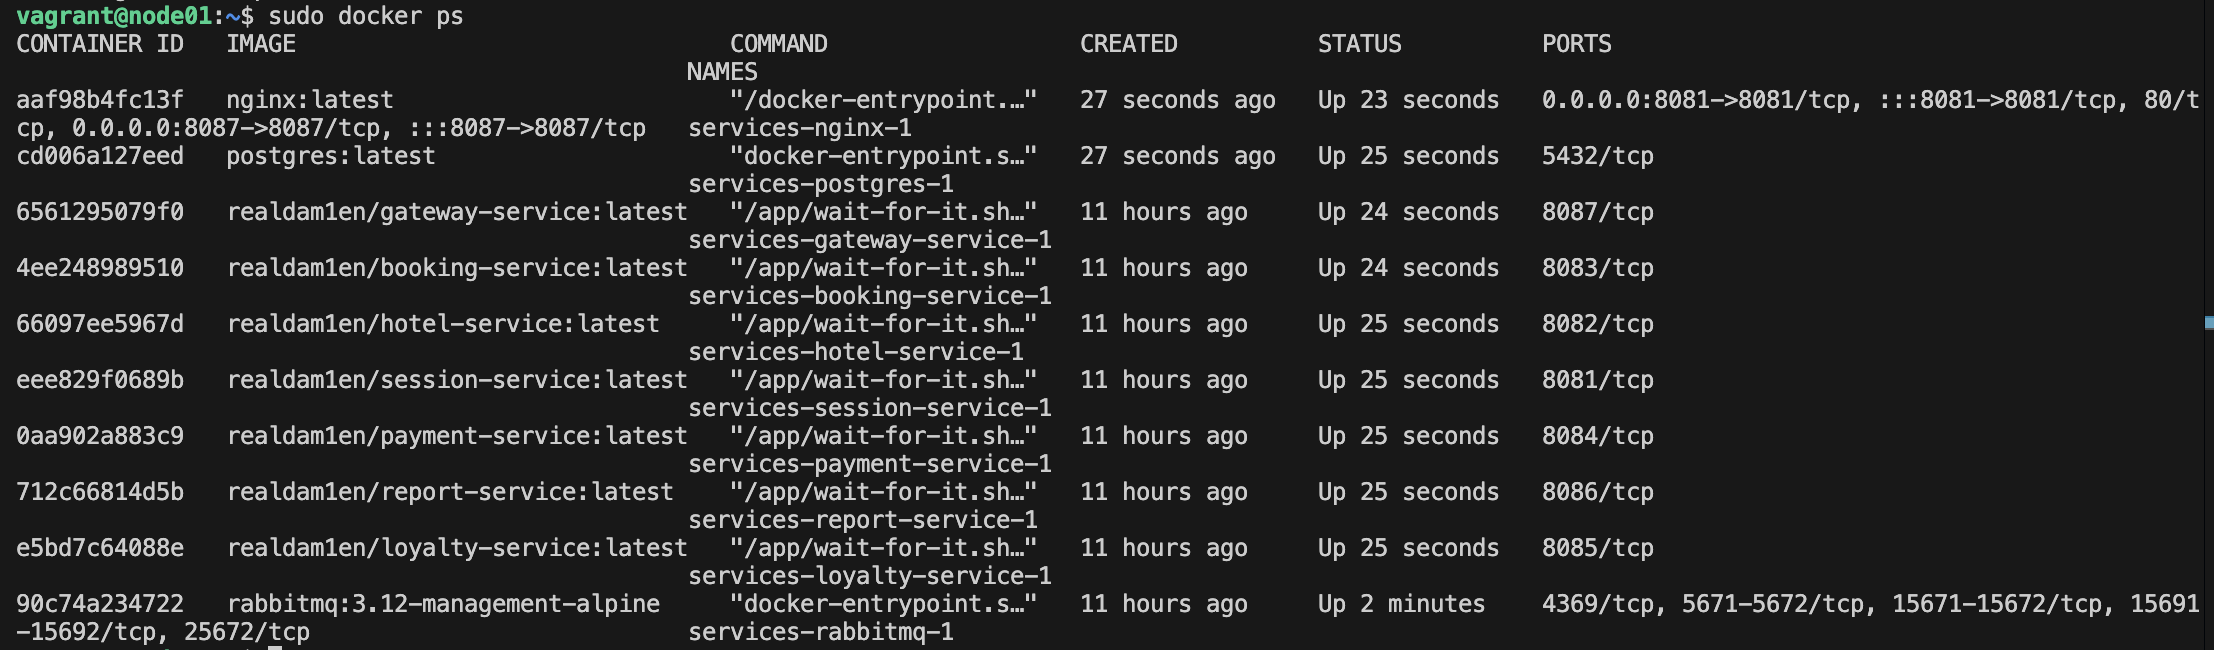 vagrant@node01:~$ sudo docker ps
CONTAINER ID   IMAGE                               COMMAND                  CREATED          STATUS          PORTS
                                                NAMES
aaf98b4fc13f   nginx:latest                        "/docker-entrypoint.…"   27 seconds ago   Up 23 seconds   0.0.0.0:8081->8081/tcp, :::8081->8081/tcp, 80/t
cp, 0.0.0.0:8087->8087/tcp, :::8087->8087/tcp   services-nginx-1
cd006a127eed   postgres:latest                     "docker-entrypoint.s…"   27 seconds ago   Up 25 seconds   5432/tcp
                                                services-postgres-1
6561295079f0   realdam1en/gateway-service:latest   "/app/wait-for-it.sh…"   11 hours ago     Up 24 seconds   8087/tcp
                                                services-gateway-service-1
4ee248989510   realdam1en/booking-service:latest   "/app/wait-for-it.sh…"   11 hours ago     Up 24 seconds   8083/tcp
                                                services-booking-service-1
66097ee5967d   realdam1en/hotel-service:latest     "/app/wait-for-it.sh…"   11 hours ago     Up 25 seconds   8082/tcp
                                                services-hotel-service-1
eee829f0689b   realdam1en/session-service:latest   "/app/wait-for-it.sh…"   11 hours ago     Up 25 seconds   8081/tcp
                                                services-session-service-1
0aa902a883c9   realdam1en/payment-service:latest   "/app/wait-for-it.sh…"   11 hours ago     Up 25 seconds   8084/tcp
                                                services-payment-service-1
712c66814d5b   realdam1en/report-service:latest    "/app/wait-for-it.sh…"   11 hours ago     Up 25 seconds   8086/tcp
                                                services-report-service-1
e5bd7c64088e   realdam1en/loyalty-service:latest   "/app/wait-for-it.sh…"   11 hours ago     Up 25 seconds   8085/tcp
                                                services-loyalty-service-1
90c74a234722   rabbitmq:3.12-management-alpine     "docker-entrypoint.s…"   11 hours ago     Up 2 minutes    4369/tcp, 5671-5672/tcp, 15671-15672/tcp, 15691
-15692/tcp, 25672/tcp                           services-rabbitmq-1